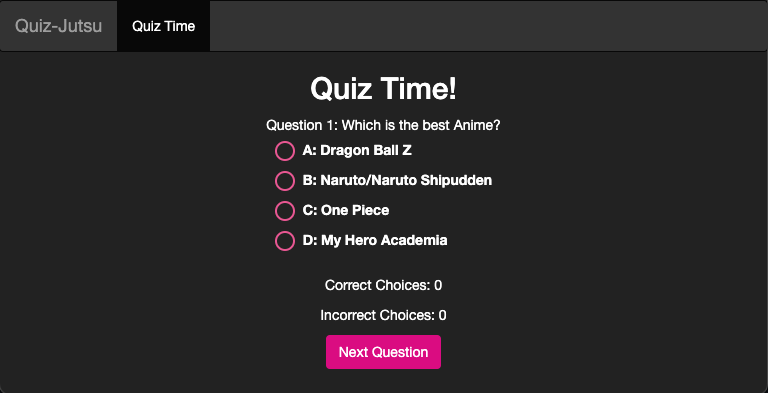 Quiz-Jutsu Quiz Time
Quiz Time!
Question 1: Which is the best Anime?
A: Dragon Ball Z
B: Naruto/Naruto Shipudden
C: One Piece
D: My Hero Academia
Correct Choices: 0
Incorrect Choices: 0
Next Question